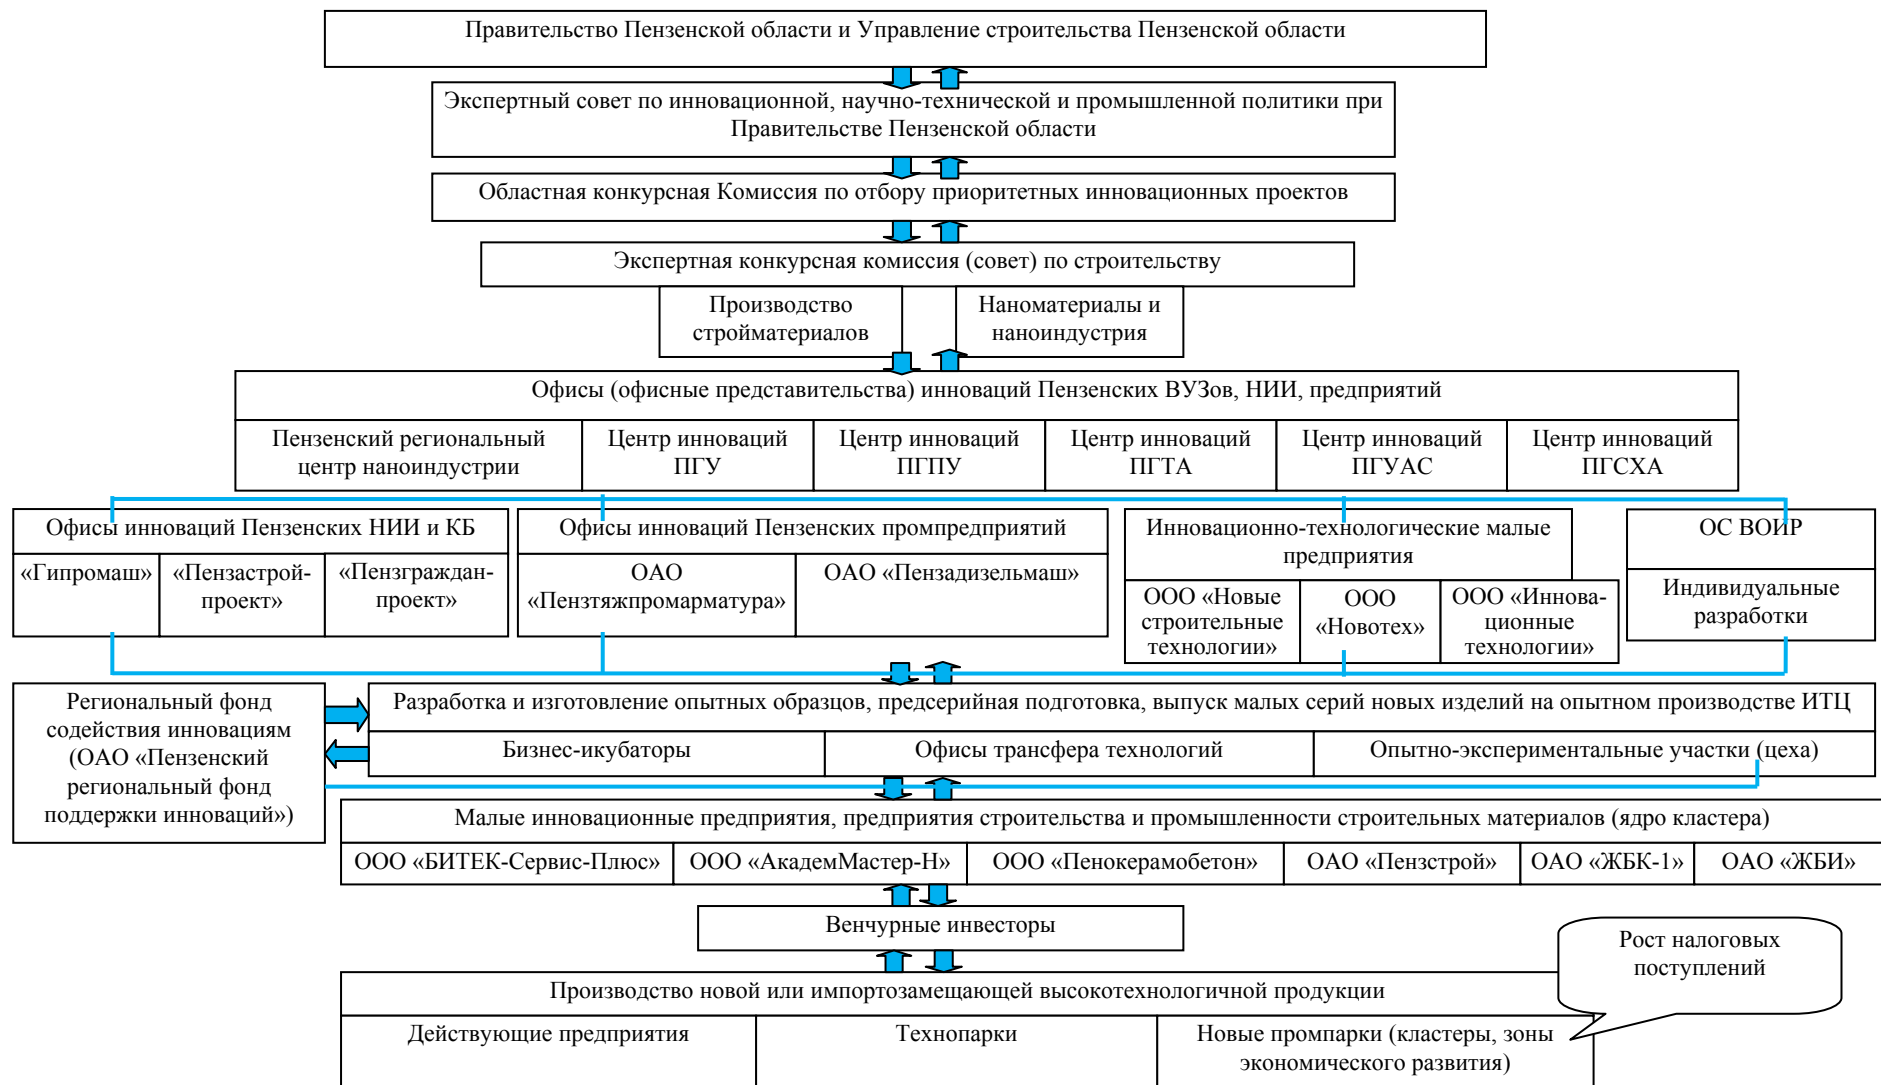 Правительство Пензенской области и Управление строительства Пензенской области
Экспертный совет по инновационной, научно-технической и промышленной политики при
Правительстве Пензенской области
Областная конкурсная Комиссия по отбору приоритетных инновационных проектов
Экспертная конкурсная комиссия (совет) по строительству
Производство
стройматериалов
Наноматериалы и
наноиндустрия
Офисы (офисные представительства) инноваций Пензенских ВУЗов, НИИ, предприятий
Пензенский региональный
центр наноиндустрии
Центр инноваций
ПГУ
Центр инноваций
ПГПУ
Центр инноваций
ПГТА
Центр инноваций
ПГУАС
Центр инноваций
ПГСХА
Офисы инноваций Пензенских НИИ и КБ
«Гипромаш»
«Пензастрой-
проект»
«Пензграждан-
проект»
Офисы инноваций Пензенских промпредприятий
ОАО
«Пензтяжпромарматура»
ОАО «Пензадизельмаш»
Инновационно-технологические малые
предприятия
ООО «Новые
строительные
технологии»
ООО
«Новотех»
ООО «Иннова-
ционные
технологии»
ОС ВОИР
Индивидуальные
разработки
Региональный фонд
содействия инновациям
(ОАО «Пензенский
региональный фонд
поддержки инноваций»)
Разработка и изготовление опытных образцов, предсерийная подготовка, выпуск малых серий новых изделий на опытном производстве ИТЦ
Бизнес-икубаторы
Офисы трансфера технологий
Опытно-экспериментальные участки (цеха)
Малые инновационные предприятия, предприятия строительства и промышленности строительных материалов (ядро кластера)
ООО «БИТЕК-Сервис-Плюс»
ООО «АкадемМастер-Н»
ООО «Пенокерамобетон»
ОАО «Пензстрой»
ОАО «ЖБК-1»
ОАО «ЖБИ»
Венчурные инвесторы
Рост налоговых
поступлений
Производство новой или импортозамещающей высокотехнологичной продукции
Действующие предприятия
Технопарки
Новые промпарки (кластеры, зоны
экономического развития)